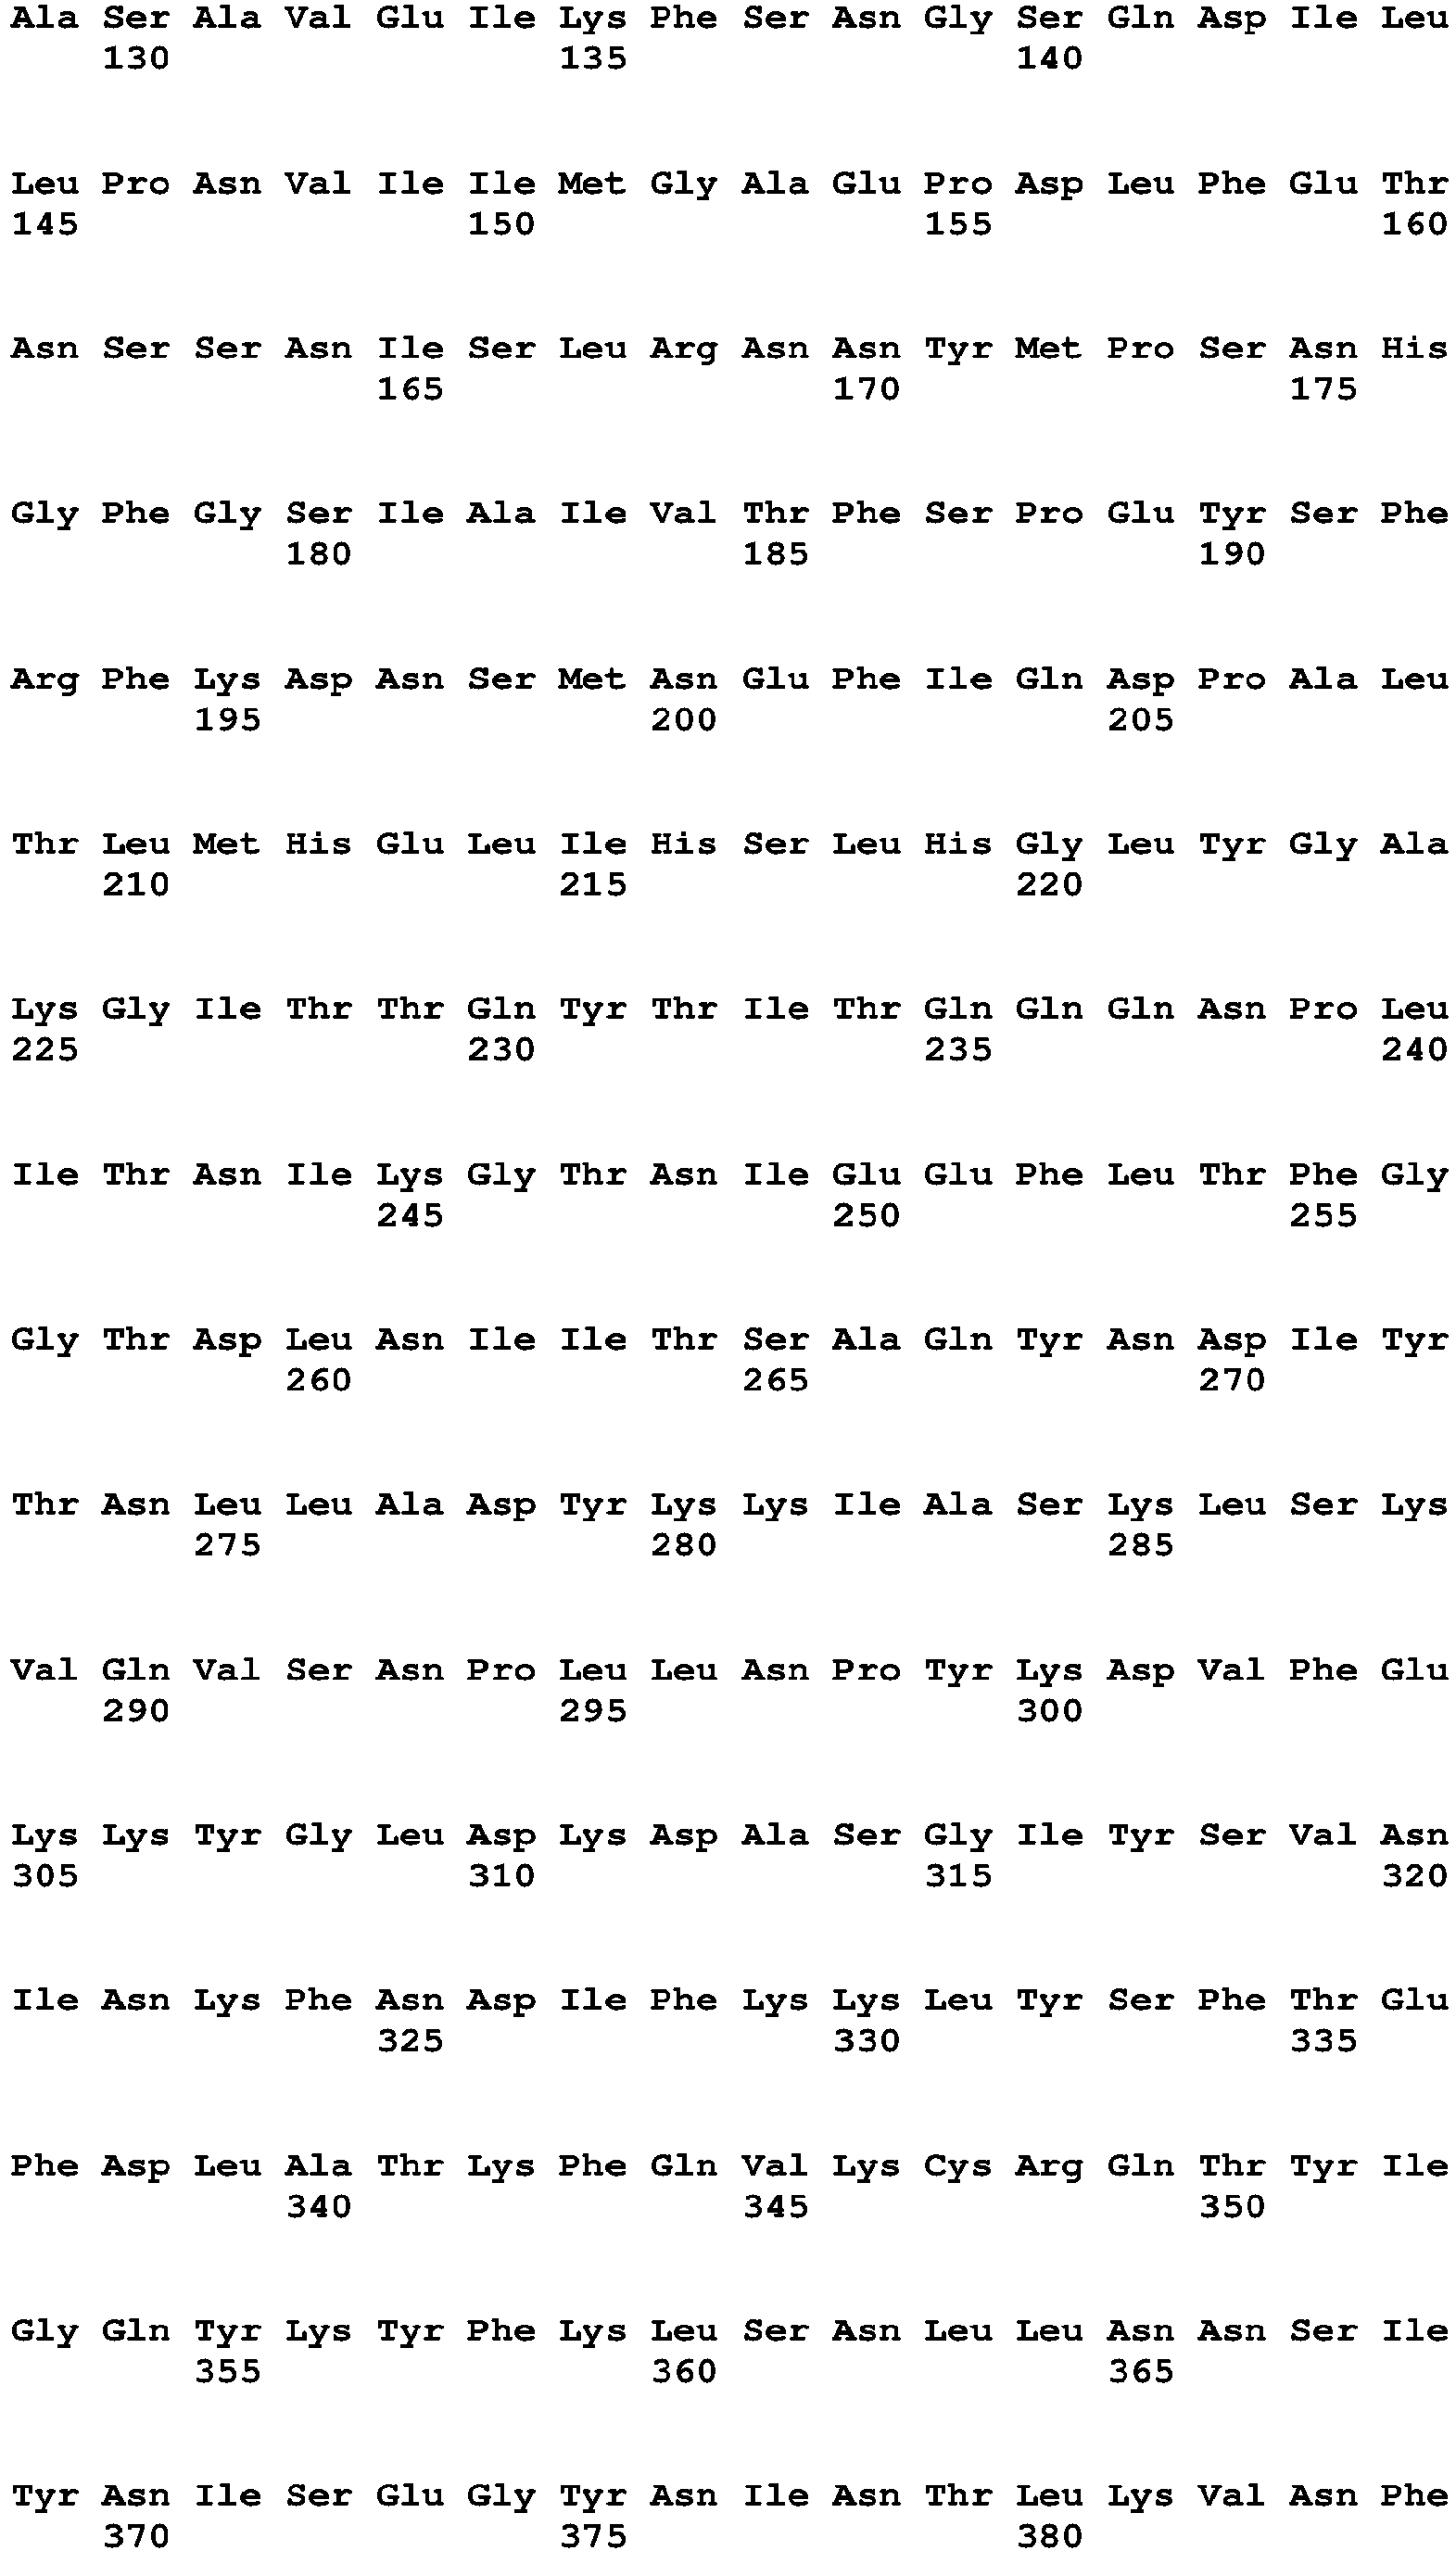 Ala Ser Ala Val Glu Ile Lys Phe Ser Asn Gly Ser Gln Asp Ile Leu
130 135 140
Leu Pro Asn Val Ile Ile Met Gly Ala Glu Pro Asp Leu Phe Glu Thr
145 150 155 160
Asn Ser Ser Asn Ile Ser Leu Arg Asn Asn Tyr Met Pro Ser Asn His
165 170 175
Gly Phe Gly Ser Ile Ala Ile Val Thr Phe Ser Pro Glu Tyr Ser Phe
180 185 190
Arg Phe Lys Asp Asn Ser Met Asn Glu Phe Ile Gln Asp Pro Ala Leu
195 200 205
Thr Leu Met His Glu Leu Ile His Ser Leu His Gly Leu Tyr Gly Ala
210 215 220
Lys Gly Ile Thr Thr Gln Tyr Thr Ile Thr Gln Gln Gln Asn Pro Leu
225 230 235 240
Ile Thr Asn Ile Lys Gly Thr Asn Ile Glu Glu Phe Leu Thr Phe Gly
245 250 255
Gly Thr Asp Leu Asn Ile Ile Thr Ser Ala Gln Tyr Asn Asp Ile Tyr
260 265 270
Thr Asn Leu Leu Ala Asp Tyr Lys Lys Ile Ala Ser Lys Leu Ser Lys
275 280 285
Val Gln Val Ser Asn Pro Leu Leu Asn Pro Tyr Lys Asp Val Phe Glu
290 295 300
Lys Lys Tyr Gly Leu Asp Lys Asp Ala Ser Gly Ile Tyr Ser Val Asn
305 310 315 320
Ile Asn Lys Phe Asn Asp Ile Phe Lys Lys Leu Tyr Ser Phe Thr Glu
325 330 335
Phe Asp Leu Ala Thr Lys Phe Gln Val Lys Cys Arg Gln Thr Tyr Ile
340 345 350
Gly Gln Tyr Lys Tyr Phe Lys Leu Ser Asn Leu Leu Asn Asn Ser Ile
355 360 365
Tyr Asn Ile Ser Glu Gly Tyr Asn Ile Asn Thr Leu Lys Val Asn Phe
370 375 380